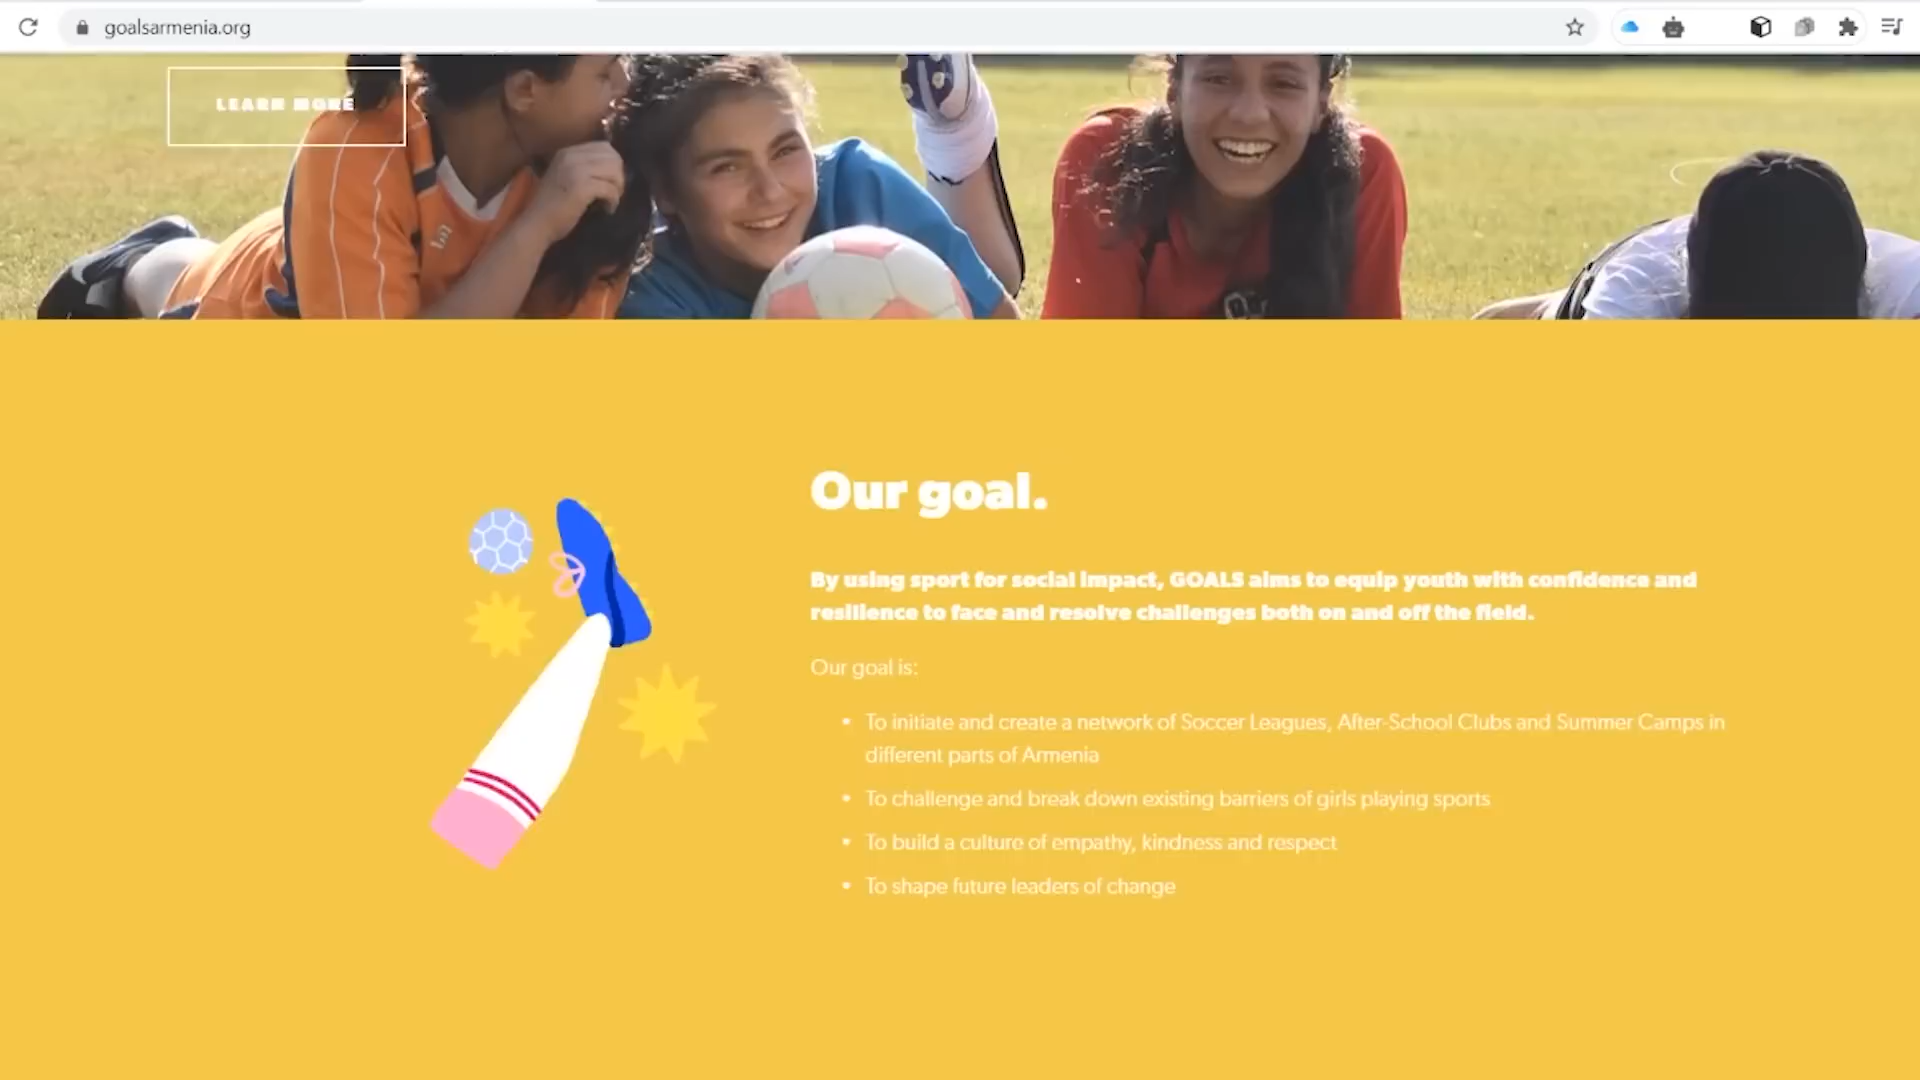 goalsarmenia.org
LEARN MORE
Our goal.
By using sport for social impact, GOALS aims to equip youth with confidence and
resilience to face and resolve challenges both on and off the field.
Our goal is:
• To initiate and create a network of Soccer Leagues, After-School Clubs and Summer Camps in
different parts of Armenia
• To challenge and break down existing barriers of girls playing sports
• To build a culture of empathy, kindness and respect
• To shape future leaders of change